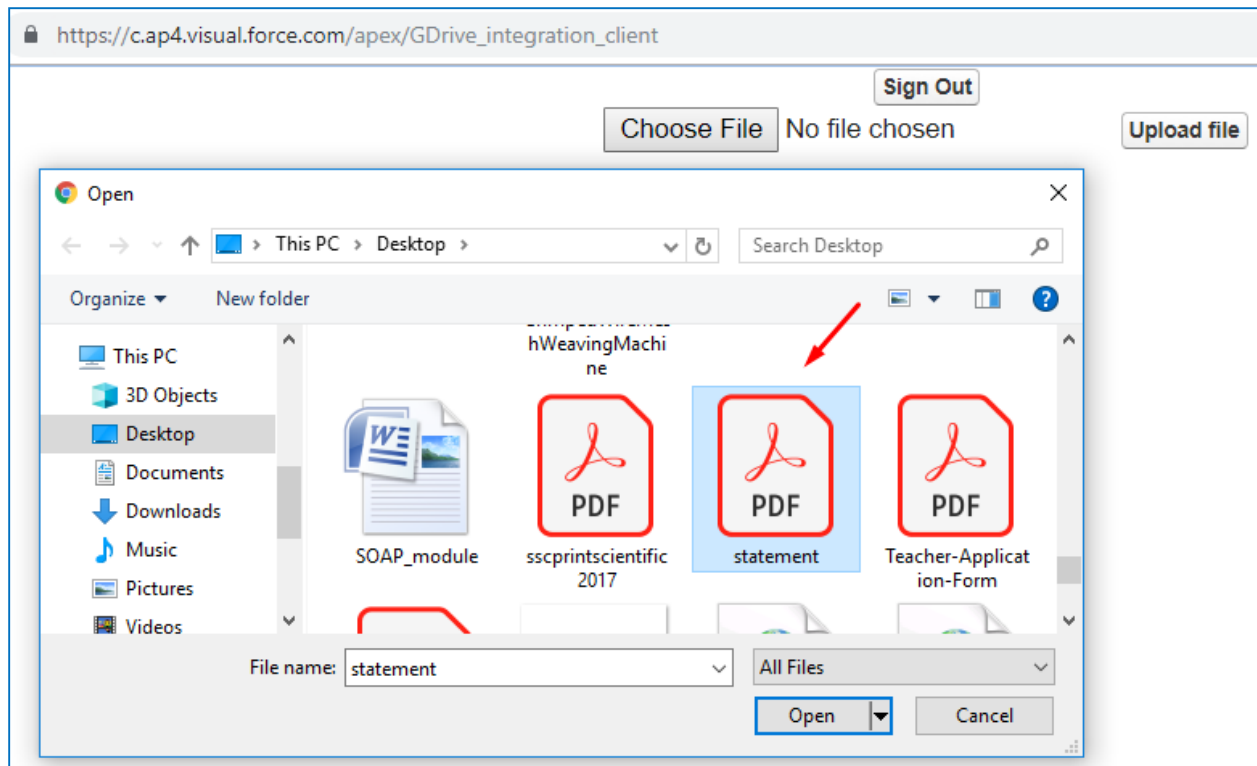 https://c.ap4.visual.force.com/apex/GDrive_integration_client
Sign Out
Choose File No file chosen
Upload file
Open
This PC > Desktop >
Search Desktop
Organize
New folder
This PC
3D Objects
Desktop
Documents
Downloads
Music
Pictures
Videos
hWeavingMachi
ne
W
SOAP_module
PDF
sscprintscientific
2017
PDF
statement
PDF
Teacher-Applicat
ion-Form
File name: statement
All Files
Open
Cancel